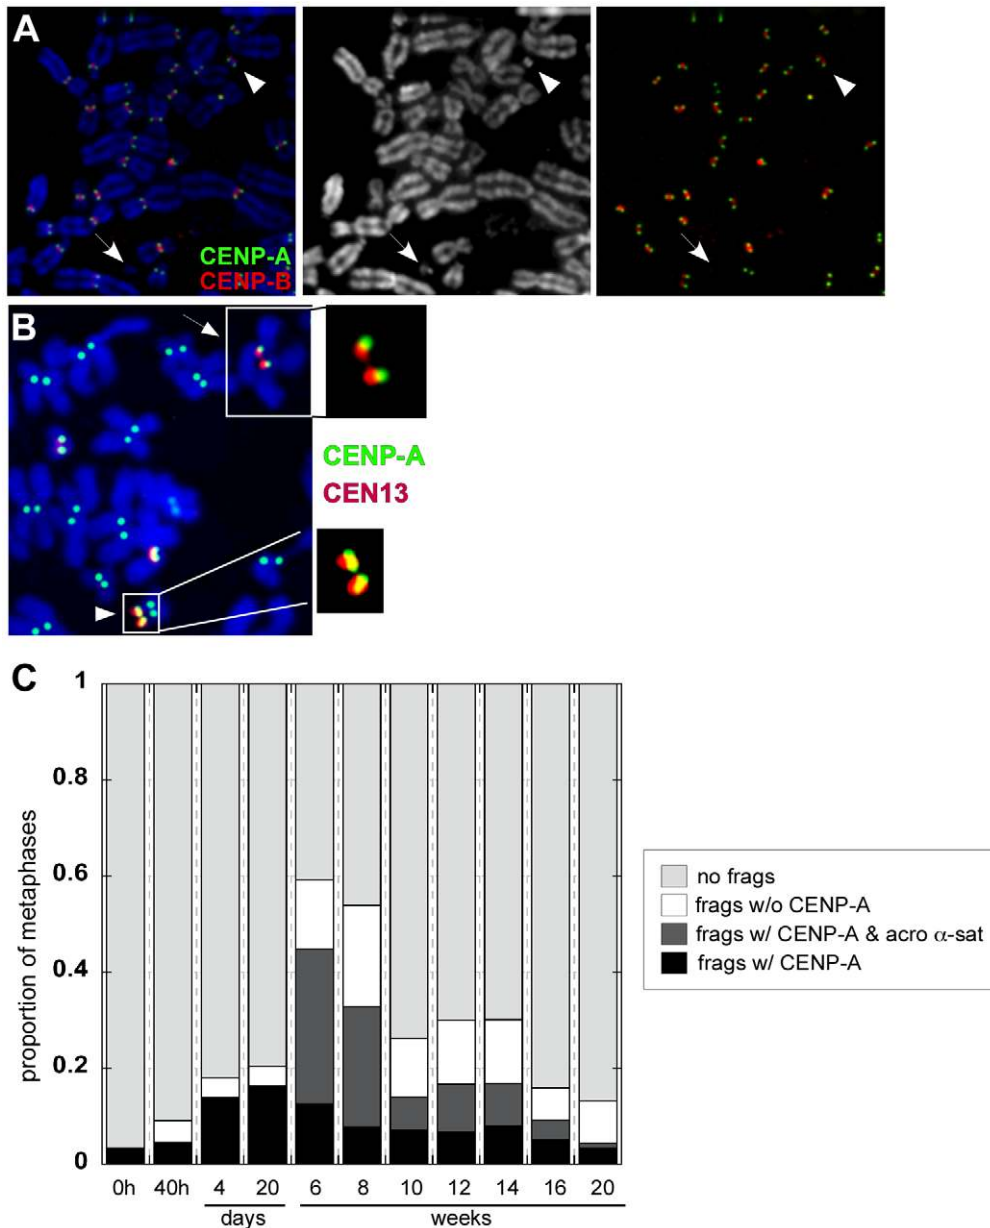 A
CENP-A
CENP-B
B
CENP-A
CEN13
C
proportion of metaphases
1
0.8
0.6
0.4
0.2
0
0h 40h 4 20 6 8 10 12 14 16 20
days weeks
no frags
frags w/o CENP-A
frags w/ CENP-A & acro α-sat
frags w/ CENP-A